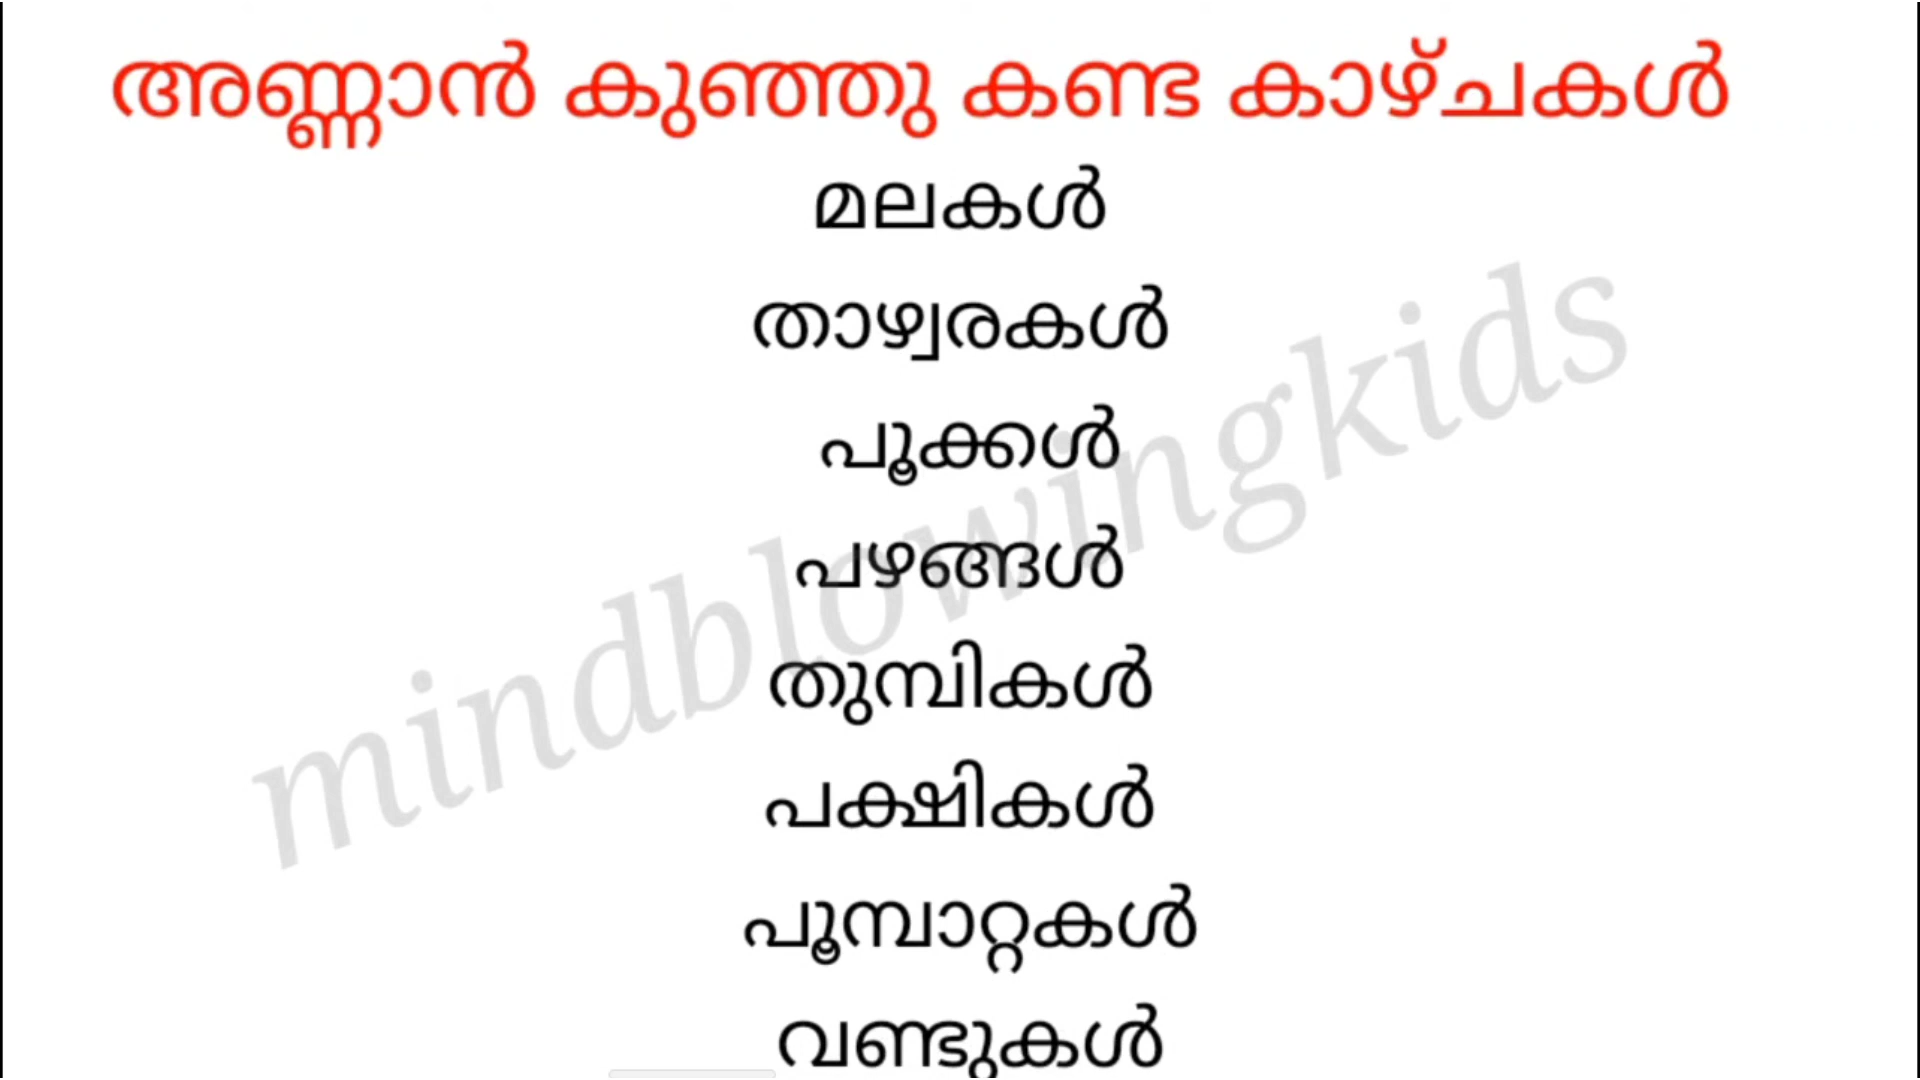 അണ്ണാൻ കുഞ്ഞു കണ്ട കാഴ്ചകൾ
മലകൾ
താഴ്വരകൾ
പൂക്കൾ
പഴങ്ങൾ
തുമ്പികൾ
പക്ഷികൾ
പൂമ്പാറ്റകൾ
വണ്ടുകൾ
mindblowingkids